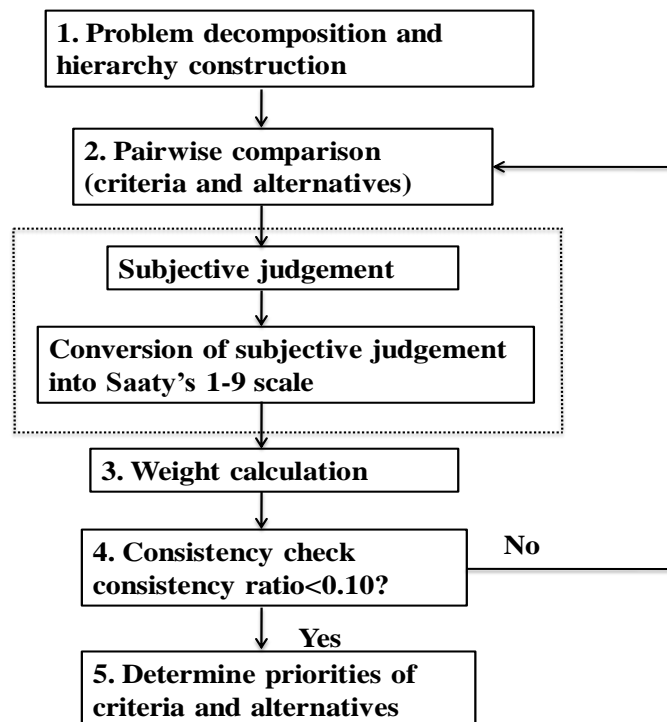 1. Problem decomposition and
hierarchy construction
2. Pairwise comparison
(criteria and alternatives)
Subjective judgement
Conversion of subjective judgement
into Saaty’s 1-9 scale
3. Weight calculation
4. Consistency check
consistency ratio<0.10?
No
Yes
5. Determine priorities of
criteria and alternatives